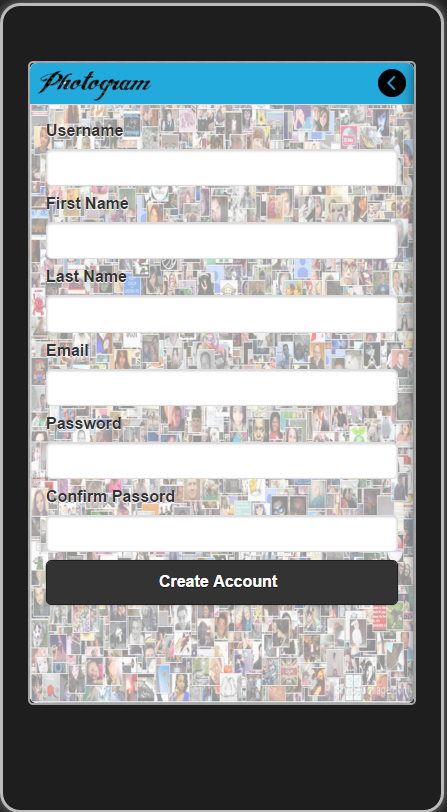 Photogram
Username
First Name
Last Name
Email
Password
Confirm Passord
Create Account